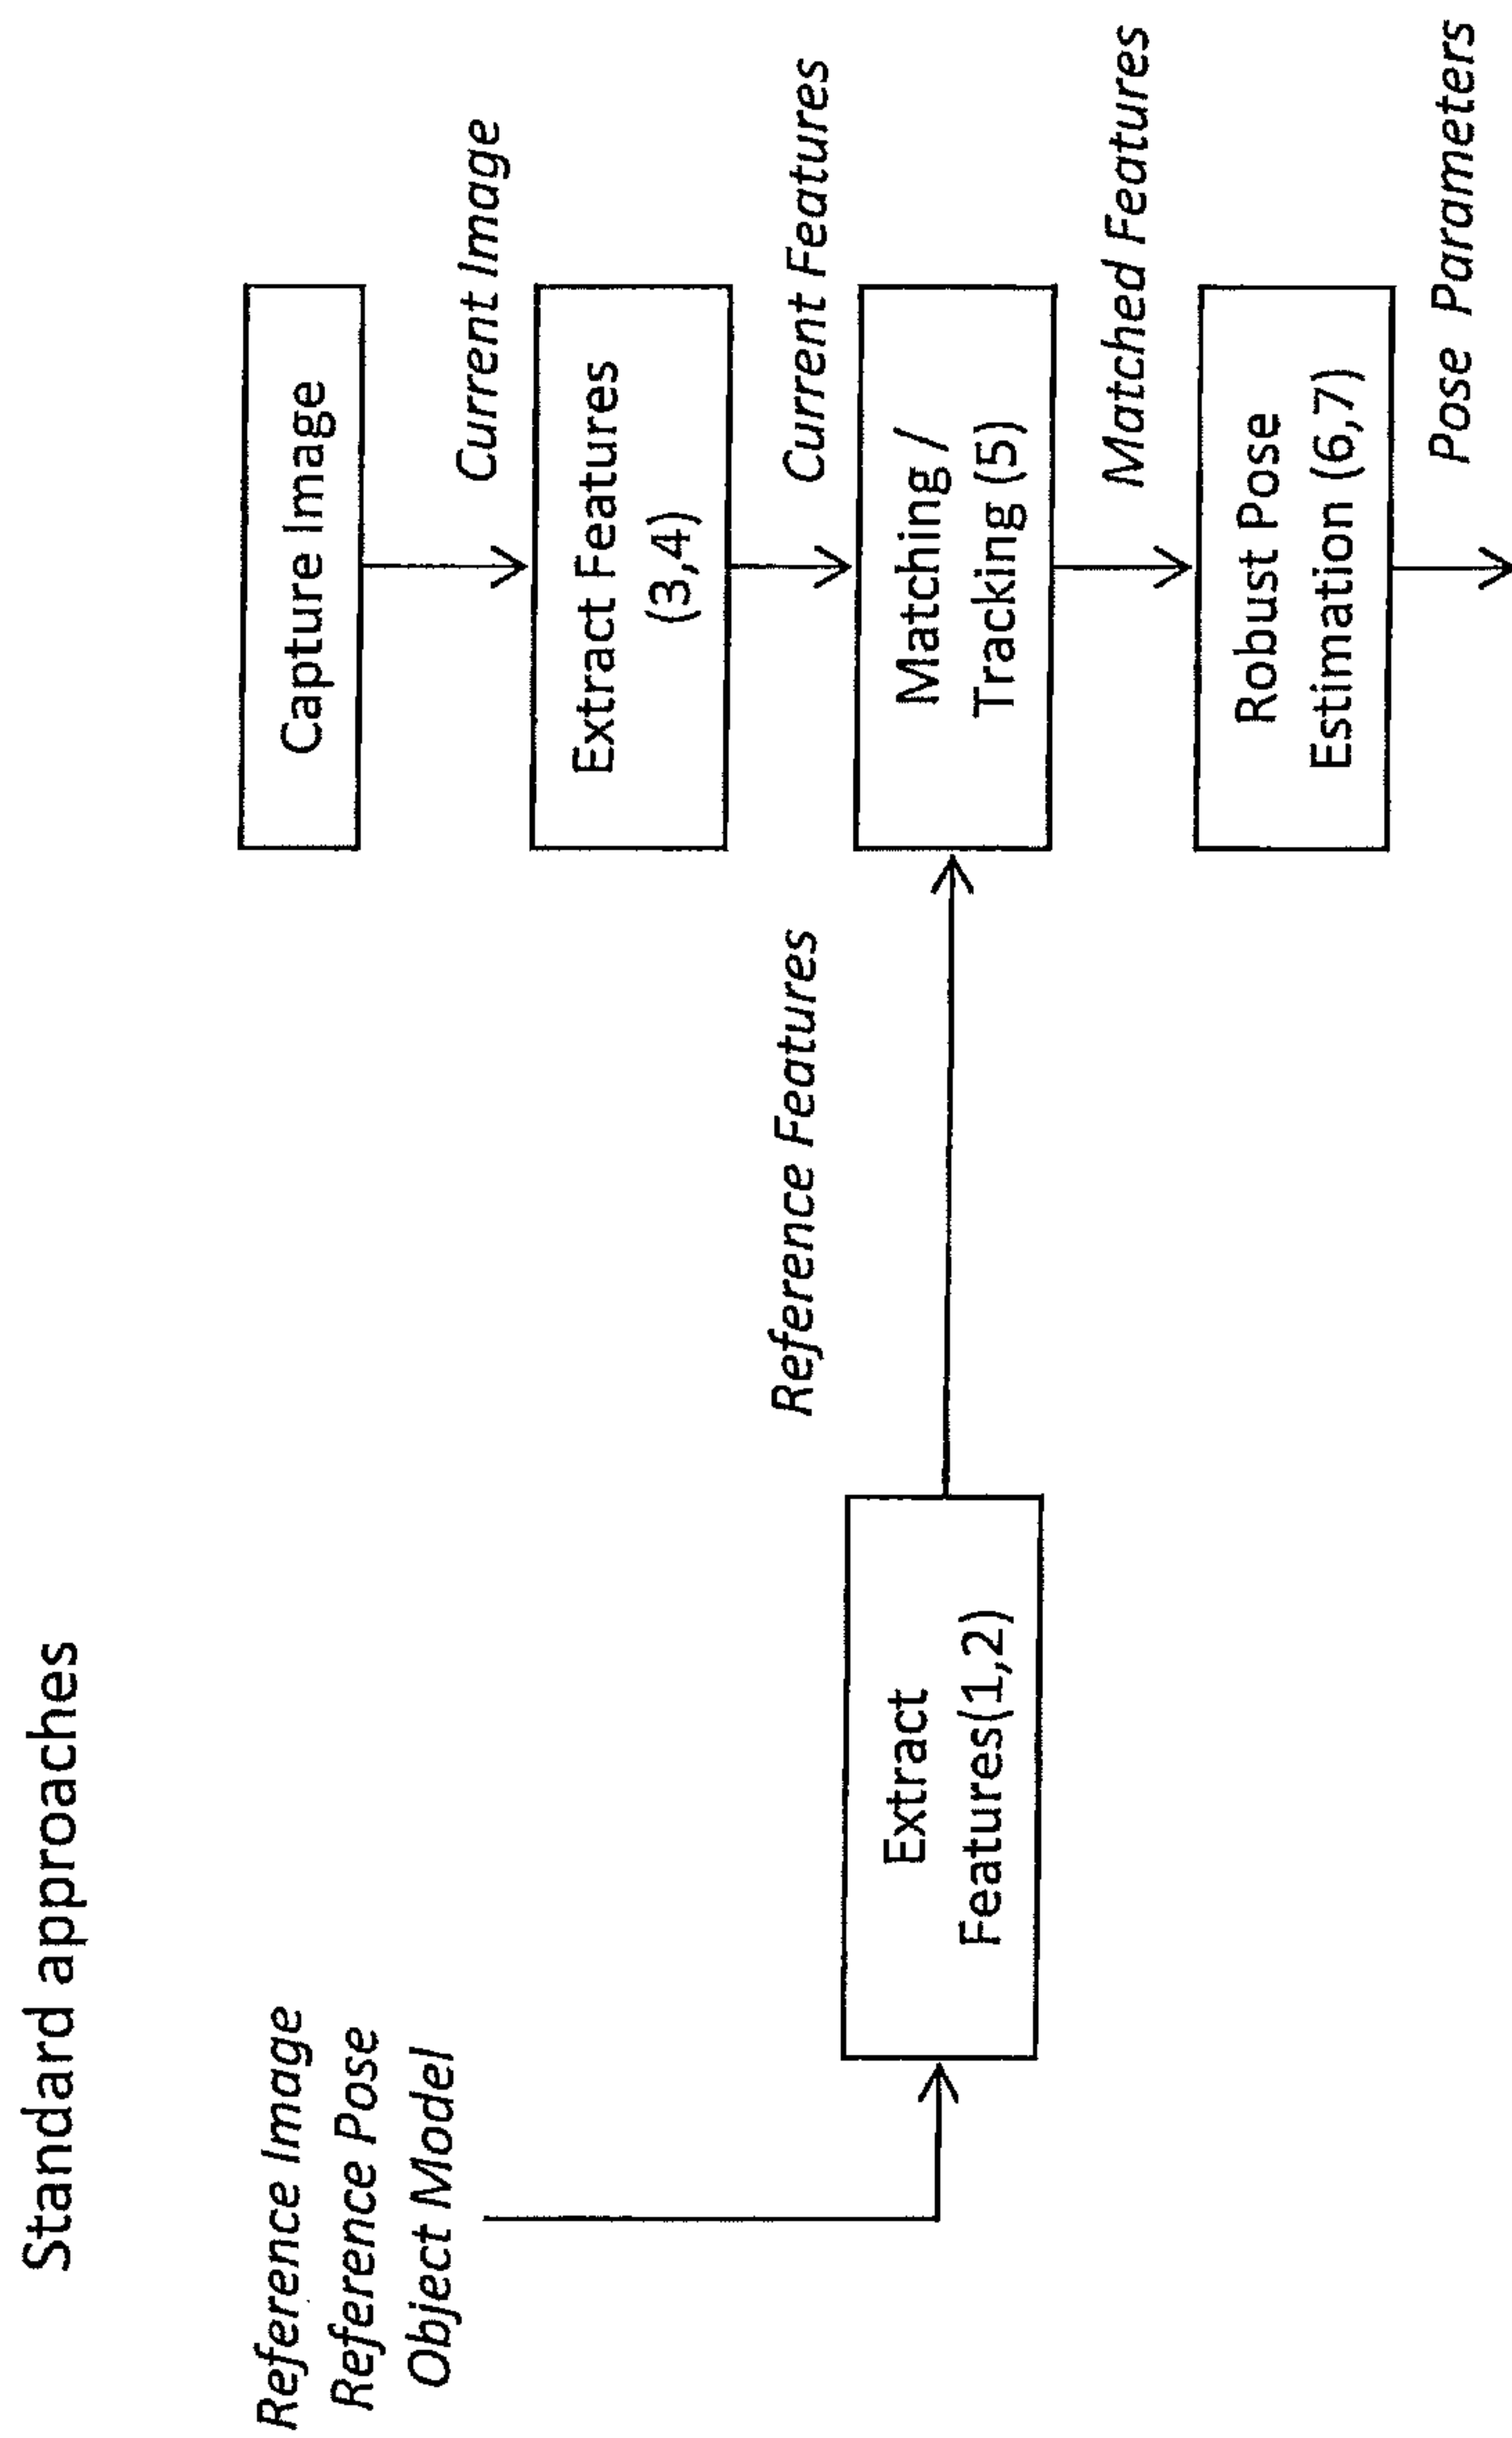 Standard approaches
Reference Image
Reference Pose
Object Model
Extract
Features(1,2)
Reference Features
Capture Image
Current Image
Extract Features
(3,4)
Current Features
Matching /
Tracking (5)
Matched Features
Robust Pose
Estimation (6,7)
Pose Parameters